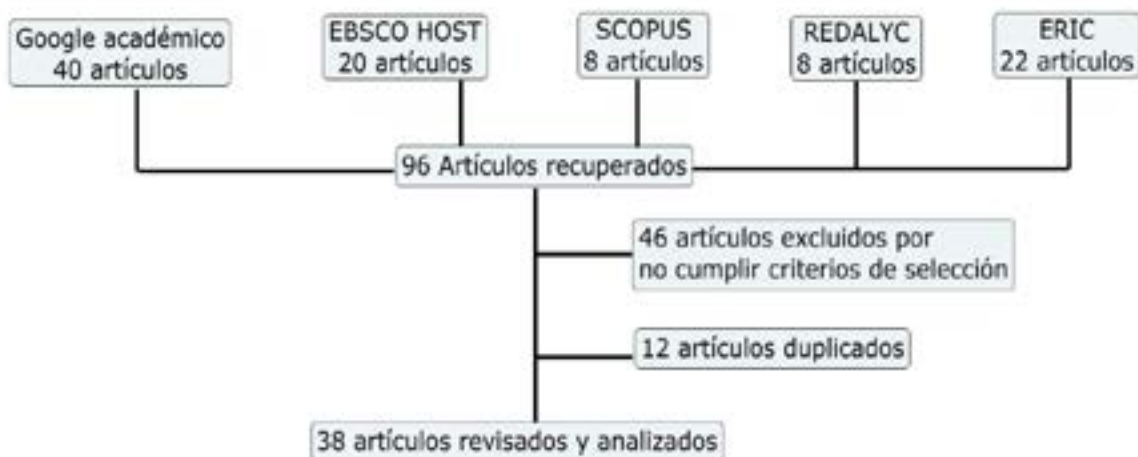 Google académico
40 artículos
EBSCO HOST
20 artículos
SCOPUS
8 artículos
REDALYC
8 artículos
ERIC
22 artículos
96 Artículos recuperados
46 artículos excluidos por
no cumplir criterios de selección
12 artículos duplicados
38 artículos revisados y analizados